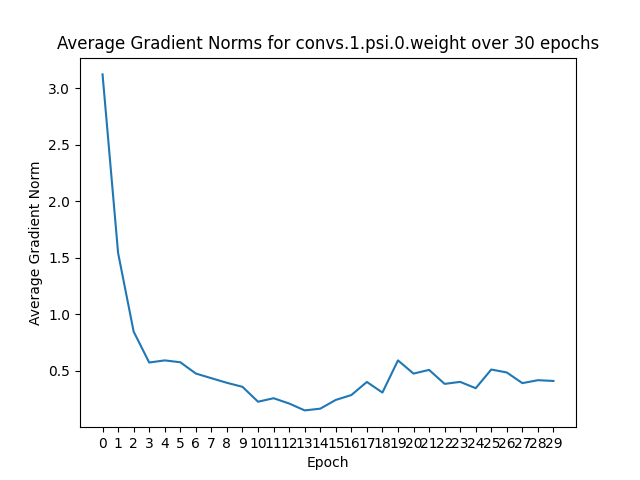 Average Gradient Norms for convs.1.psi.0.weight over 30 epochs
3.0
2.5
2.0
1.5
1.0
0.5
Average Gradient Norm
0 1 2 3 4 5 6 7 8 9 10 11 12 13 14 15 16 17 18 19 20 21 22 23 24 25 26 27 28 29
Epoch